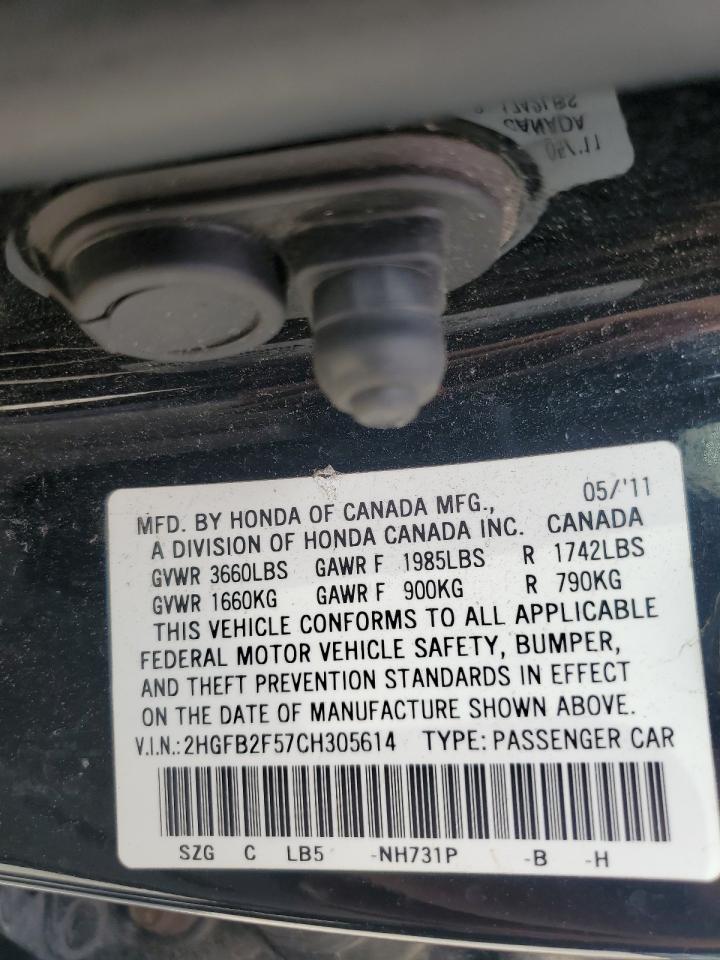 MFD. BY HONDA OF CANADA MFG., 05/'11
A DIVISION OF HONDA CANADA INC. CANADA
GVWR 3660LBS GAWR F 1985LBS R 1742LBS
GVWR 1660KG GAWR F 900KG R 790KG
THIS VEHICLE CONFORMS TO ALL APPLICABLE
FEDERAL MOTOR VEHICLE SAFETY, BUMPER,
AND THEFT PREVENTION STANDARDS IN EFFECT
ON THE DATE OF MANUFACTURE SHOWN ABOVE.
V.I.N.: 2HGFB2F57CH305614 TYPE: PASSENGER CAR
SZG C LB5 -NH731P -B -H